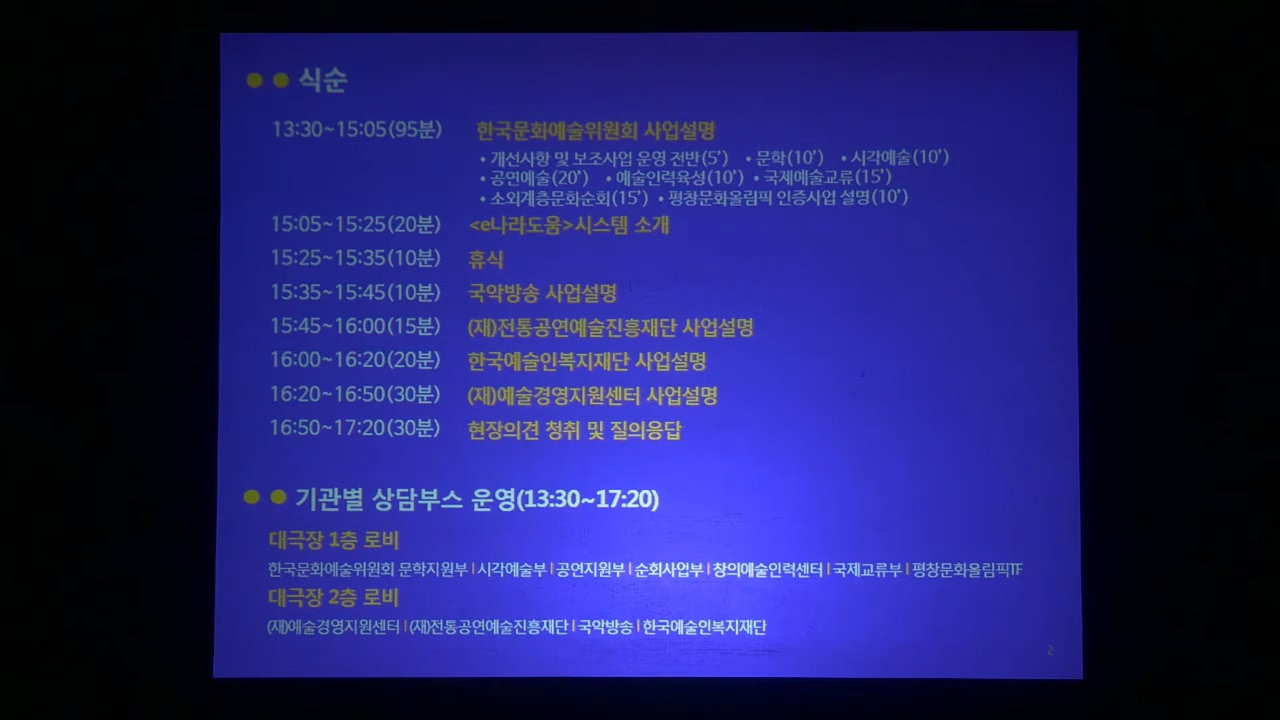 ●● 식순
13:30~15:05(95분) 한국문화예술위원회 사업설명
• 개선사항 및 보조사업 운영 전반(5’) • 문학(10’) • 시각예술(10’)
• 공연예술(20’) • 예술인력육성(10’) • 국제예술교류(15’)
• 소외계층문화순회(15’) • 평창문화올림픽 인증사업 설명(10’)
15:05~15:25(20분) <e나라도움>시스템 소개
15:25~15:35(10분) 휴식
15:35~15:45(10분) 국악방송 사업설명
15:45~16:00(15분) (재)전통공연예술진흥재단 사업설명
16:00~16:20(20분) 한국예술인복지재단 사업설명
16:20~16:50(30분) (재)예술경영지원센터 사업설명
16:50~17:20(30분) 현장의견 청취 및 질의응답
●● 기관별 상담부스 운영(13:30~17:20)
대극장 1층 로비
한국문화예술위원회 문학지원부 I 시각예술부 I 공연지원부 I 순회사업부 I 창의예술인력센터 I 국제교류부 I 평창문화올림픽TF
대극장 2층 로비
(재)예술경영지원센터 I (재)전통공연예술진흥재단 I 국악방송 I 한국예술인복지재단
2